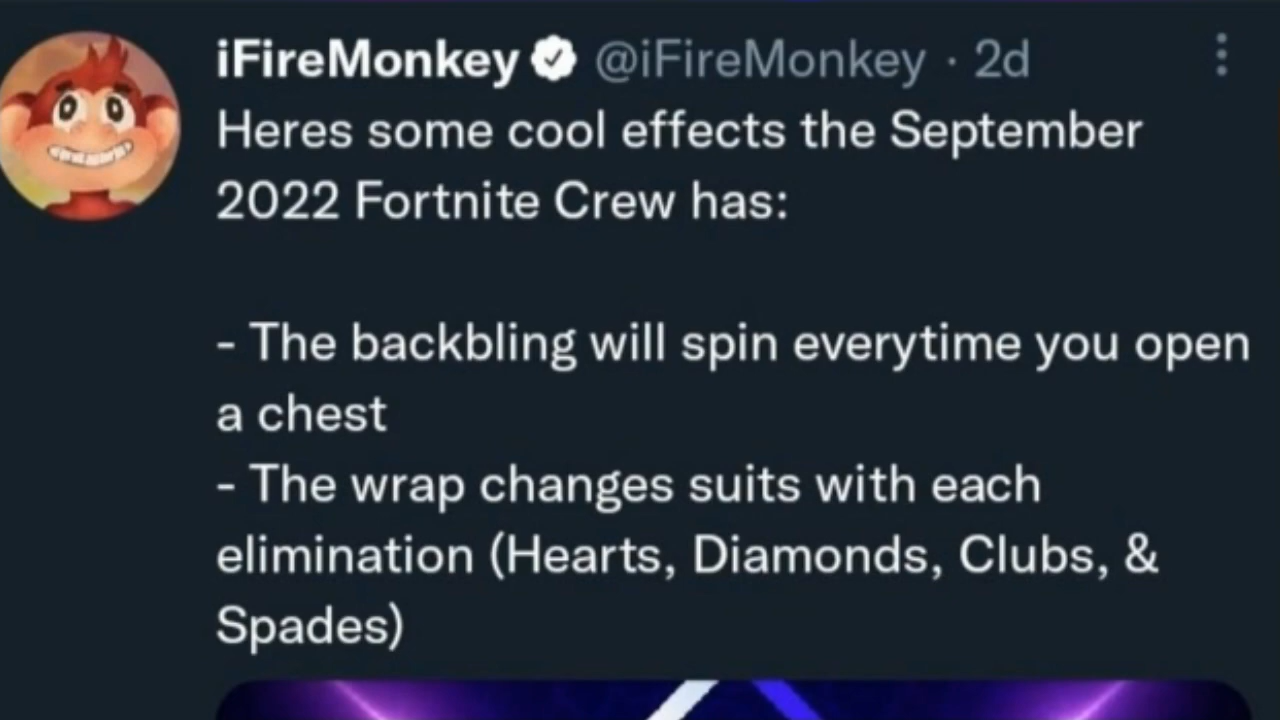 iFireMonkey @iFireMonkey · 2d
Heres some cool effects the September
2022 Fortnite Crew has:
- The backbling will spin everytime you open
a chest
- The wrap changes suits with each
elimination (Hearts, Diamonds, Clubs, &
Spades)